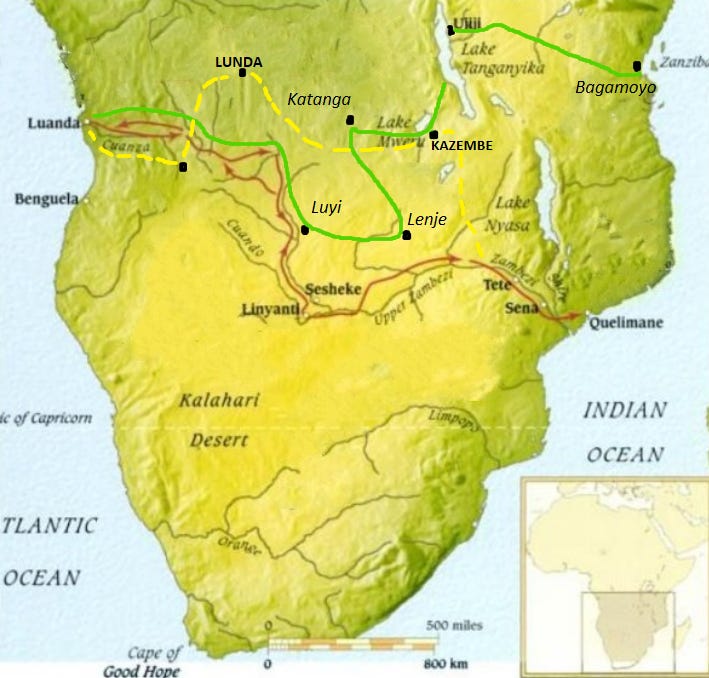 Ujiji
Lake
Tanganyika
Zanziba
Bagamoyo
LUNDA
Katanga
Luanda
Lake
Mweru
KAZEMBE
Cuanza
Benguela
Luyi
Lenje
Lake
Nyasa
Cuando
Sesheke
Linyanti
Upper Zambezi
Zambezi
Shire
Tete
Sena
Quelimane
Kalahari
Desert
ic of Capricorn
Limpopo
INDIAN
OCEAN
TLANTIC
OCEAN
Orange
Cape of
Good Hope
0
500 miles
0
800 km